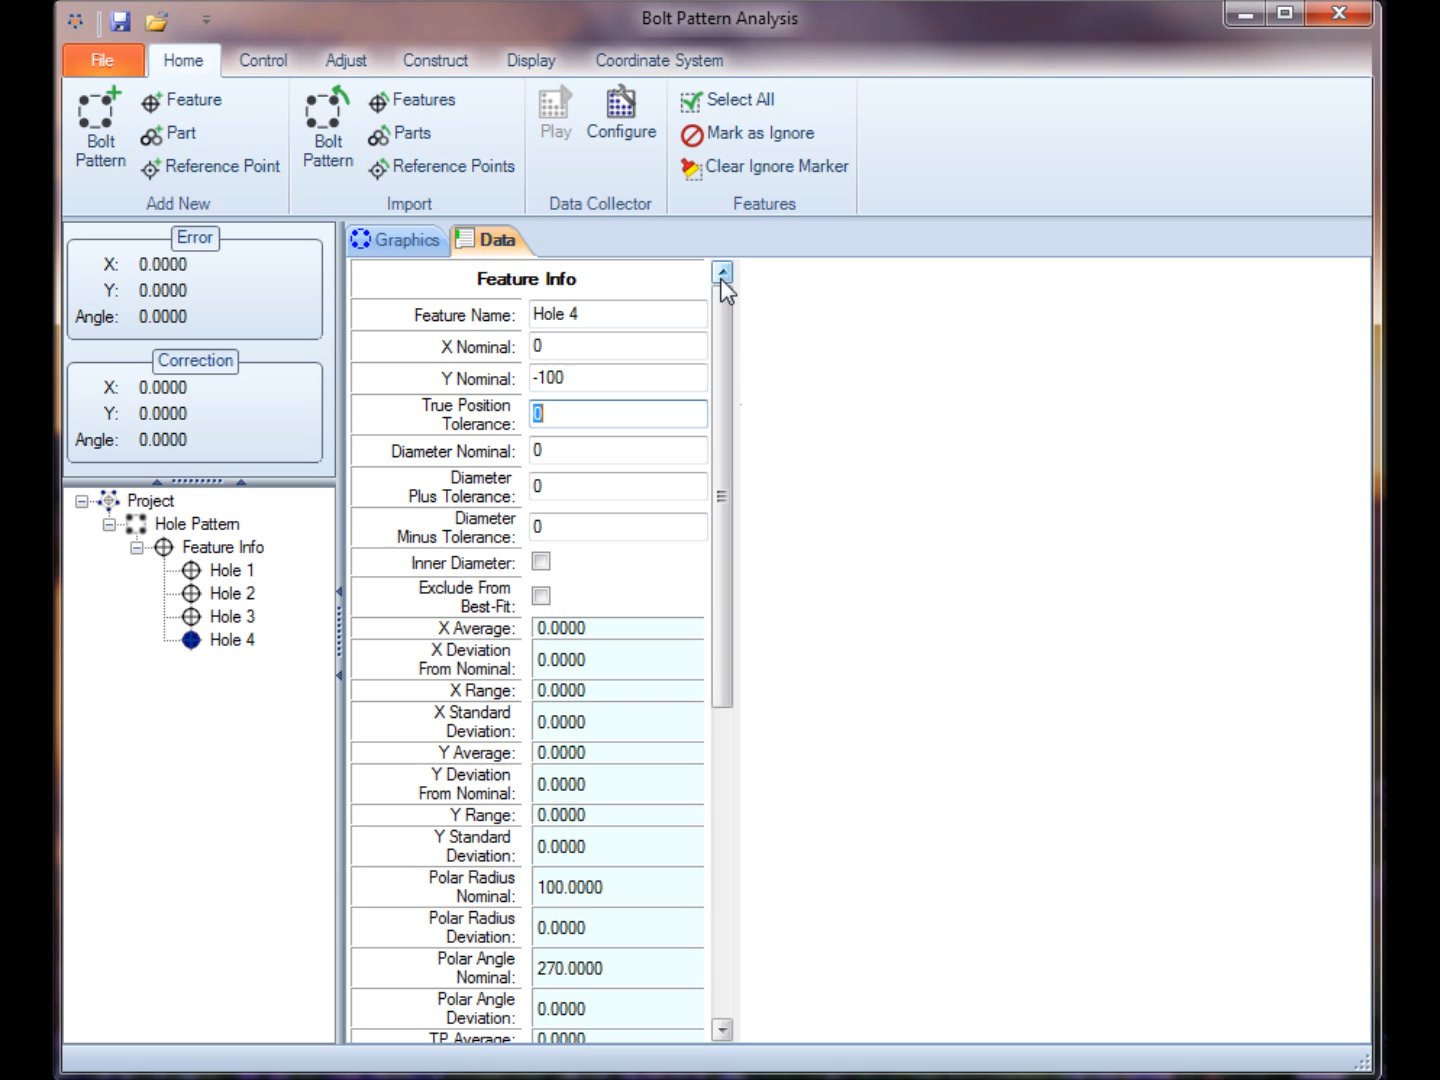 Bolt Pattern Analysis
File Home Control Adjust Construct Display Coordinate System
Bolt Pattern
Feature
Part
Reference Point
Add New
Bolt Pattern
Features
Parts
Reference Points
Import
Play Configure
Data Collector
Select All
Mark as Ignore
Clear Ignore Marker
Features
Error
X: 0.0000
Y: 0.0000
Angle: 0.0000
Correction
X: 0.0000
Y: 0.0000
Angle: 0.0000
Project
Hole Pattern
Feature Info
Hole 1
Hole 2
Hole 3
Hole 4
Graphics Data
Feature Info
Feature Name: Hole 4
X Nominal: 0
Y Nominal: -100
True Position Tolerance: 0
Diameter Nominal: 0
Diameter Plus Tolerance: 0
Diameter Minus Tolerance: 0
Inner Diameter:
Exclude From Best-Fit:
X Average: 0.0000
X Deviation From Nominal: 0.0000
X Range: 0.0000
X Standard Deviation: 0.0000
Y Average: 0.0000
Y Deviation From Nominal: 0.0000
Y Range: 0.0000
Y Standard Deviation: 0.0000
Polar Radius Nominal: 100.0000
Polar Radius Deviation: 0.0000
Polar Angle Nominal: 270.0000
Polar Angle Deviation: 0.0000
TP Average: 0.0000